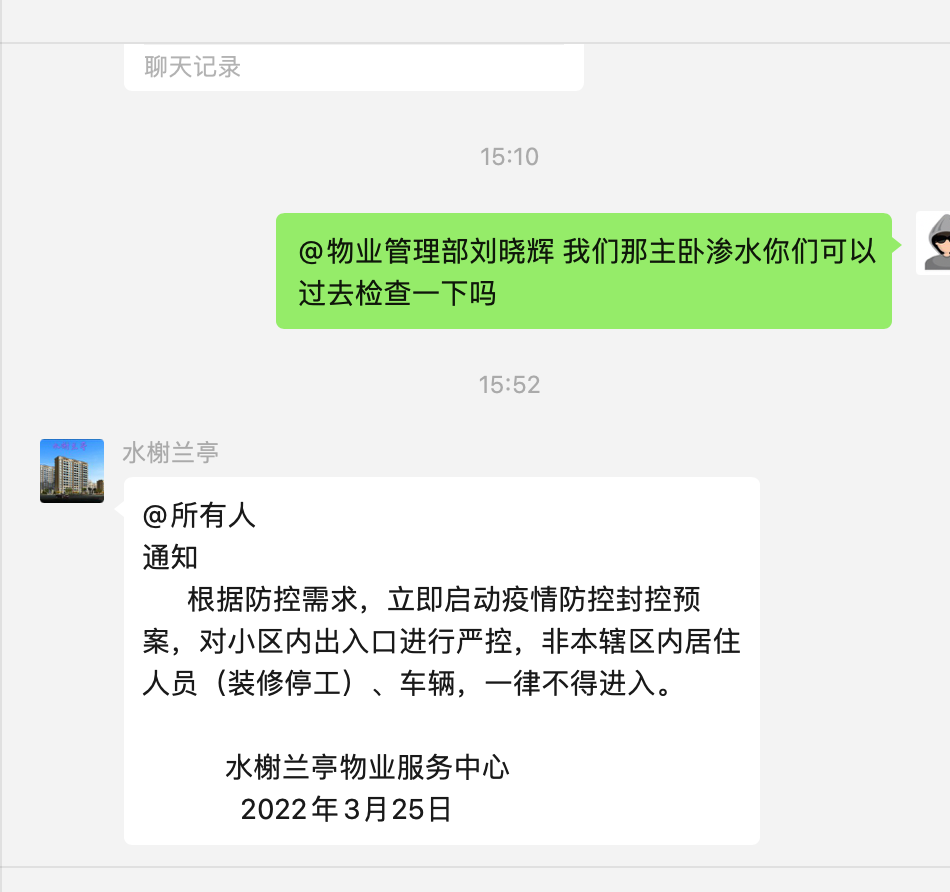 聊天记录
15:10
@物业管理部刘晓辉 我们那主卧渗水你们可以
过去检查一下吗
15:52
水榭兰亭
@所有人
通知
根据防控需求，立即启动疫情防控封控预
案，对小区内出入口进行严控，非本辖区内居住
人员（装修停工）、车辆，一律不得进入。
水榭兰亭物业服务中心
2022年3月25日